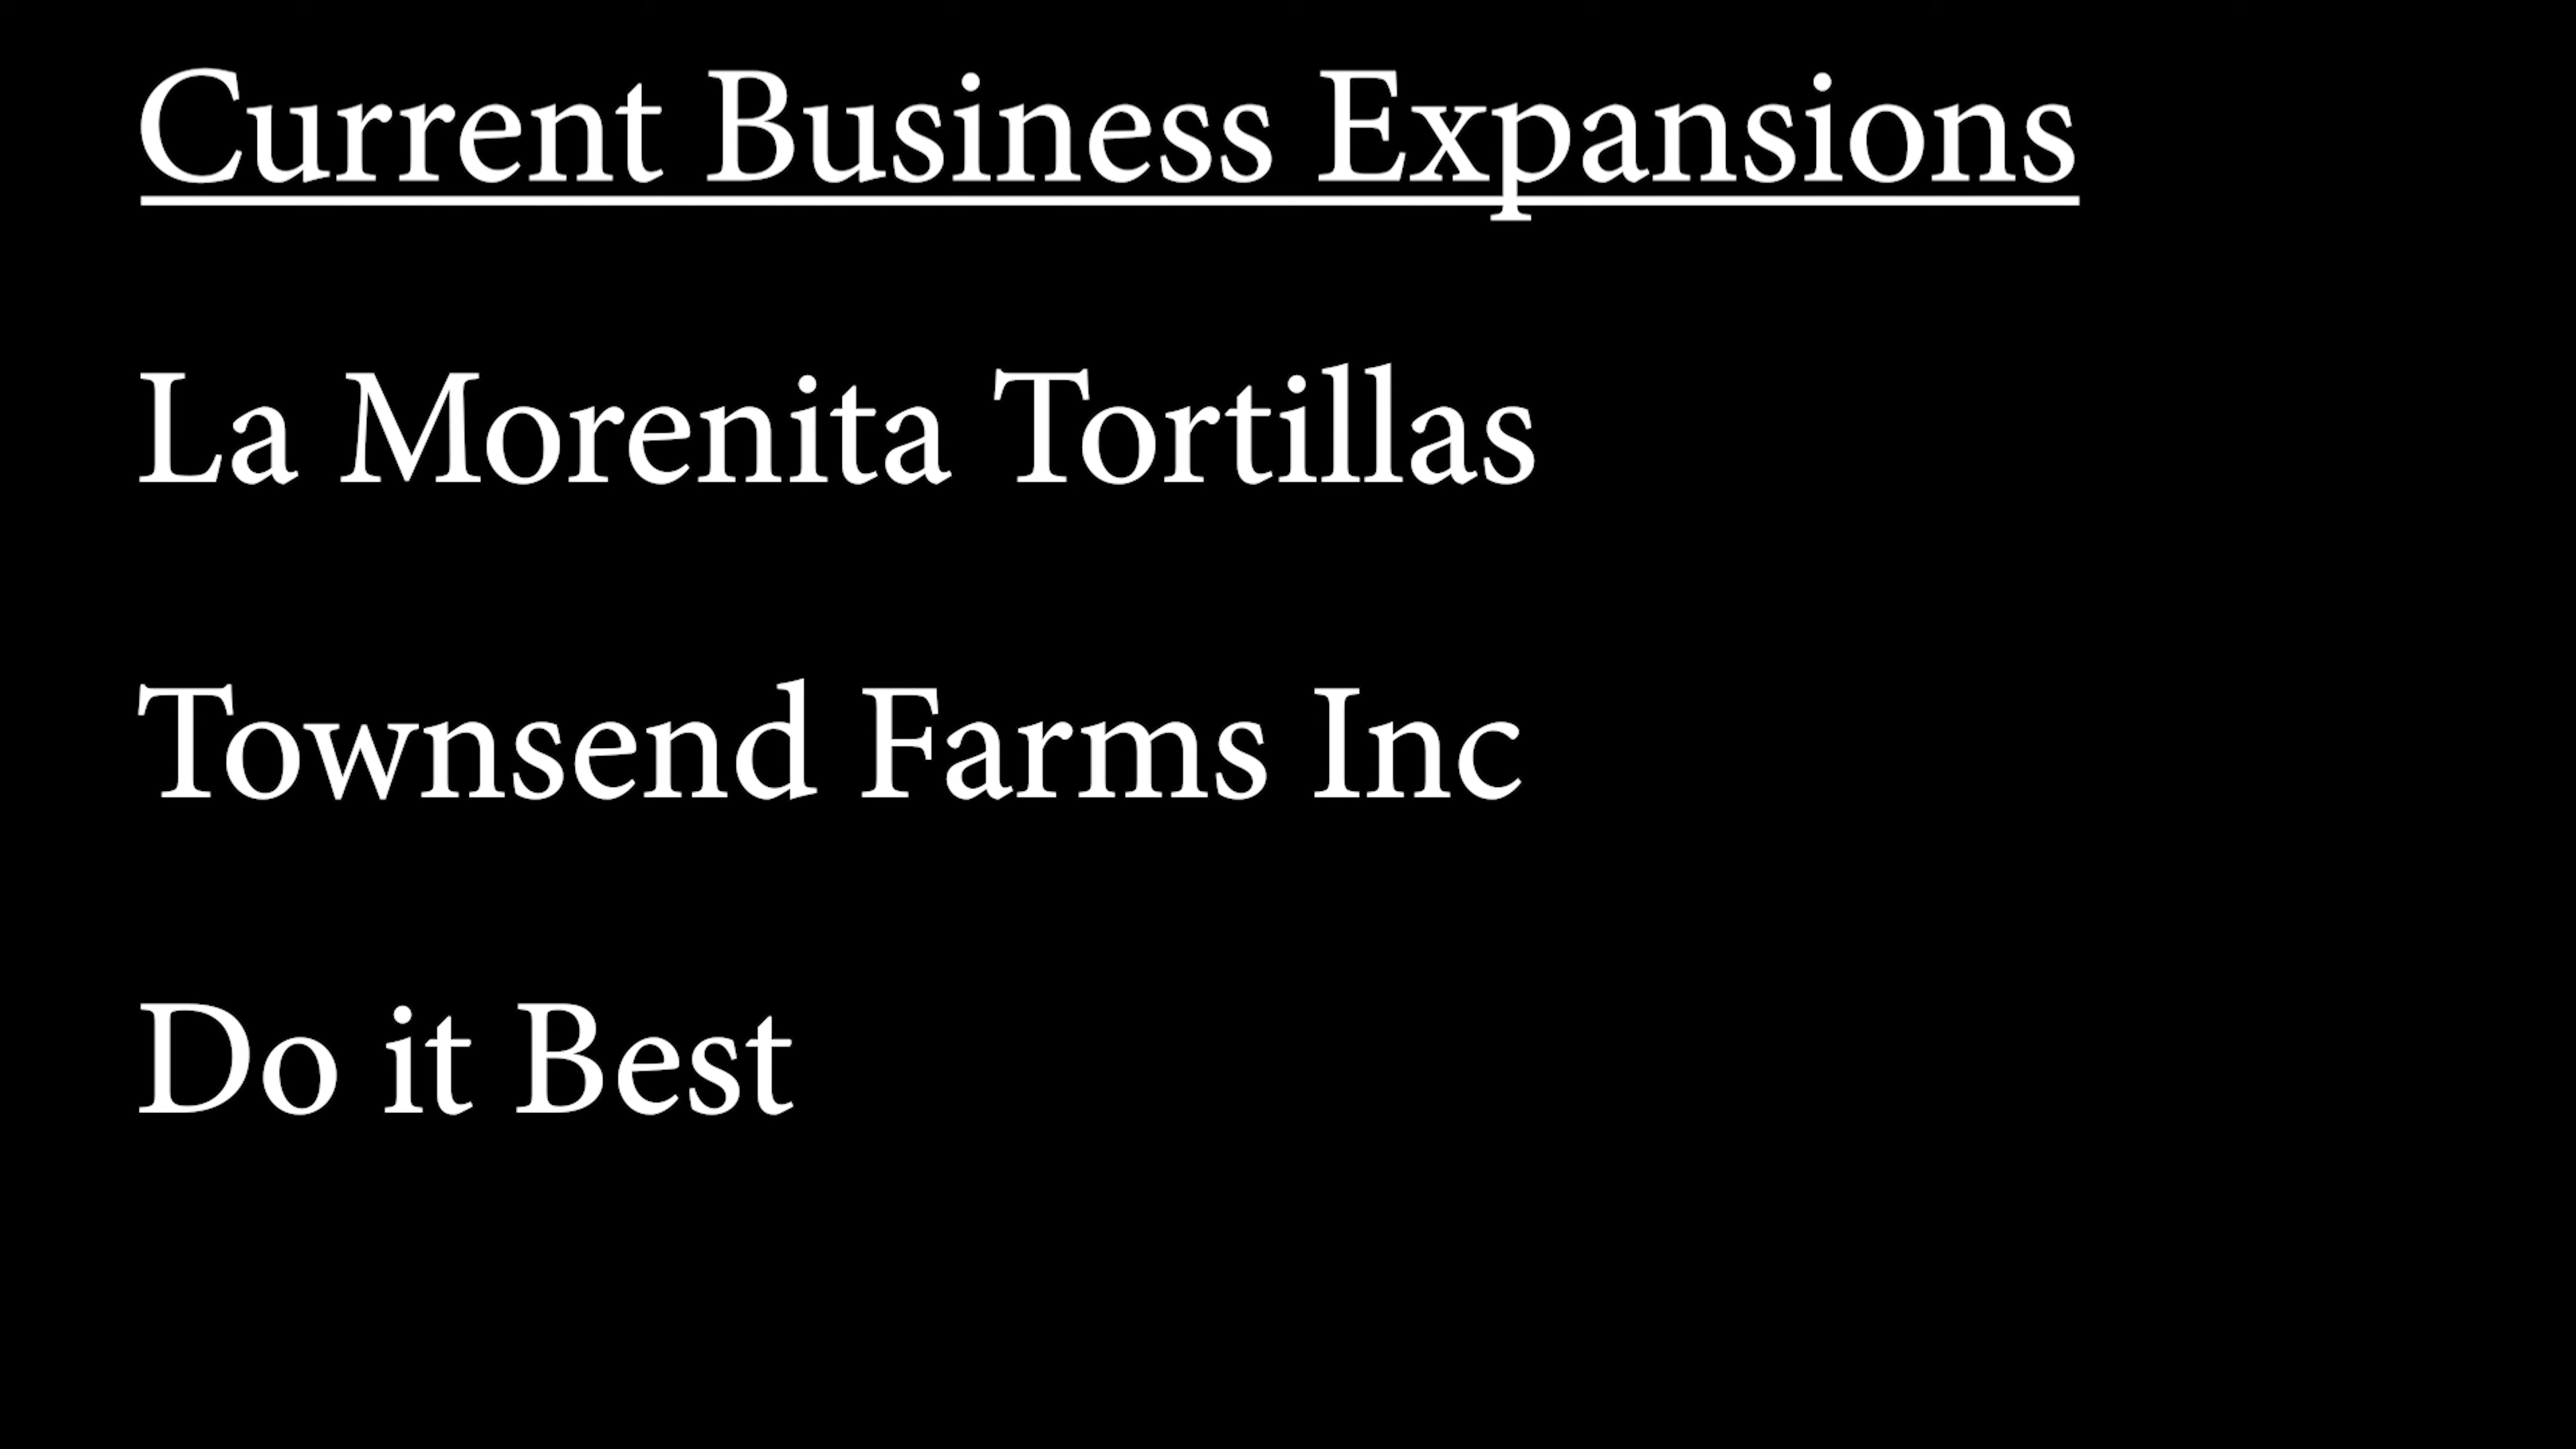 Current Business Expansions
La Morenita Tortillas
Townsend Farms Inc
Do it Best